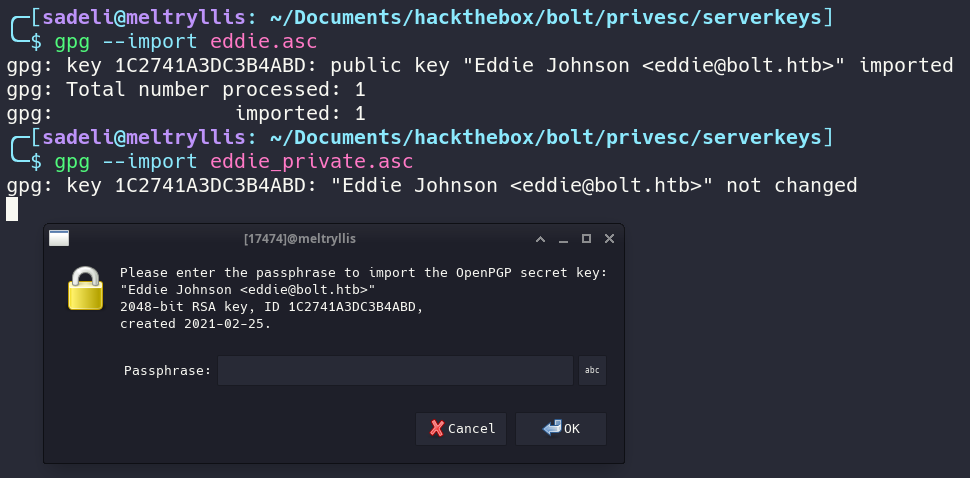 [sadeli@meltryllis: ~/Documents/hackthebox/bolt/privesc/serverkeys]
$ gpg --import eddie.asc
gpg: key 1C2741A3DC3B4ABD: public key "Eddie Johnson <eddie@bolt.htb>" imported
gpg: Total number processed: 1
gpg:               imported: 1
[sadeli@meltryllis: ~/Documents/hackthebox/bolt/privesc/serverkeys]
$ gpg --import eddie_private.asc
gpg: key 1C2741A3DC3B4ABD: "Eddie Johnson <eddie@bolt.htb>" not changed
[17474]@meltryllis
Please enter the passphrase to import the OpenPGP secret key:
"Eddie Johnson <eddie@bolt.htb>"
2048-bit RSA key, ID 1C2741A3DC3B4ABD,
created 2021-02-25.
Passphrase: abc
Cancel OK